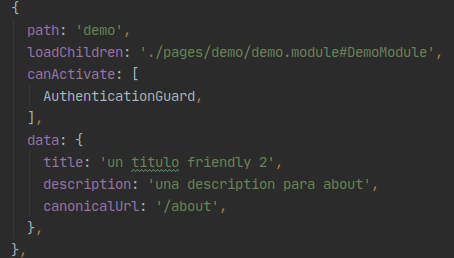 {
path: 'demo',
loadChildren: './pages/demo/demo.module#DemoModule',
canActivate: [
AuthenticationGuard,
],
data: {
title: 'un titulo friendly 2',
description: 'una description para about',
canonicalUrl: '/about',
},
},